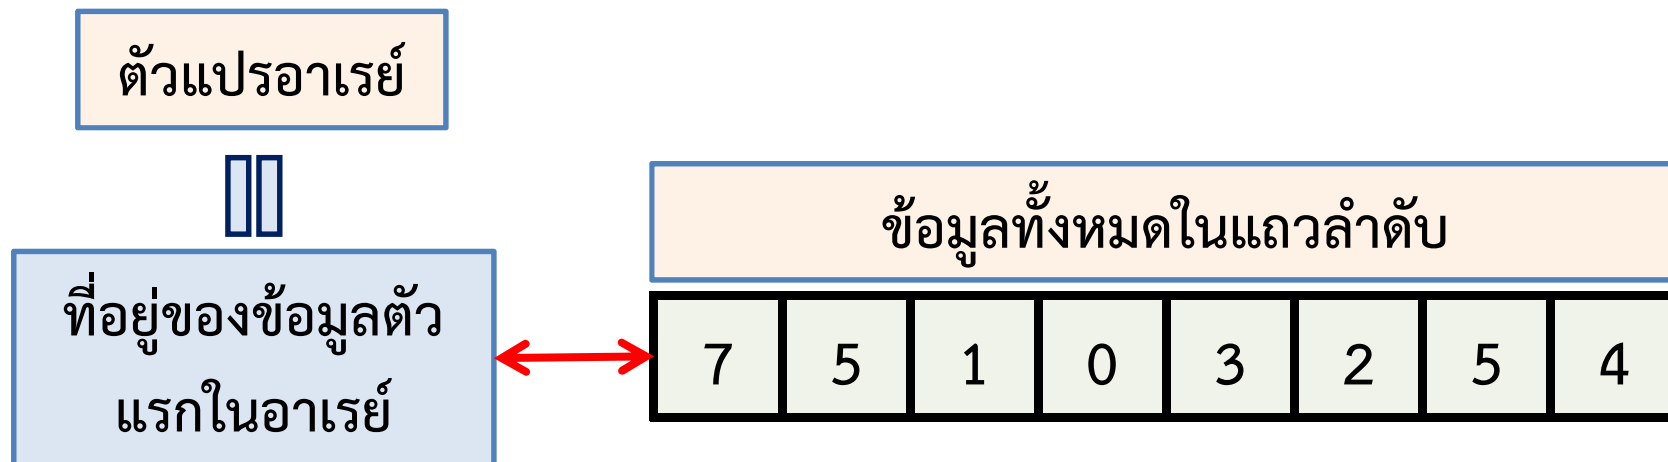 ตัวแปรอาเรย์
ที่อยู่ของข้อมูลตัว
แรกในอาเรย์
ข้อมูลทั้งหมดในแถวลำดับ
7 5 1 0 3 2 5 4